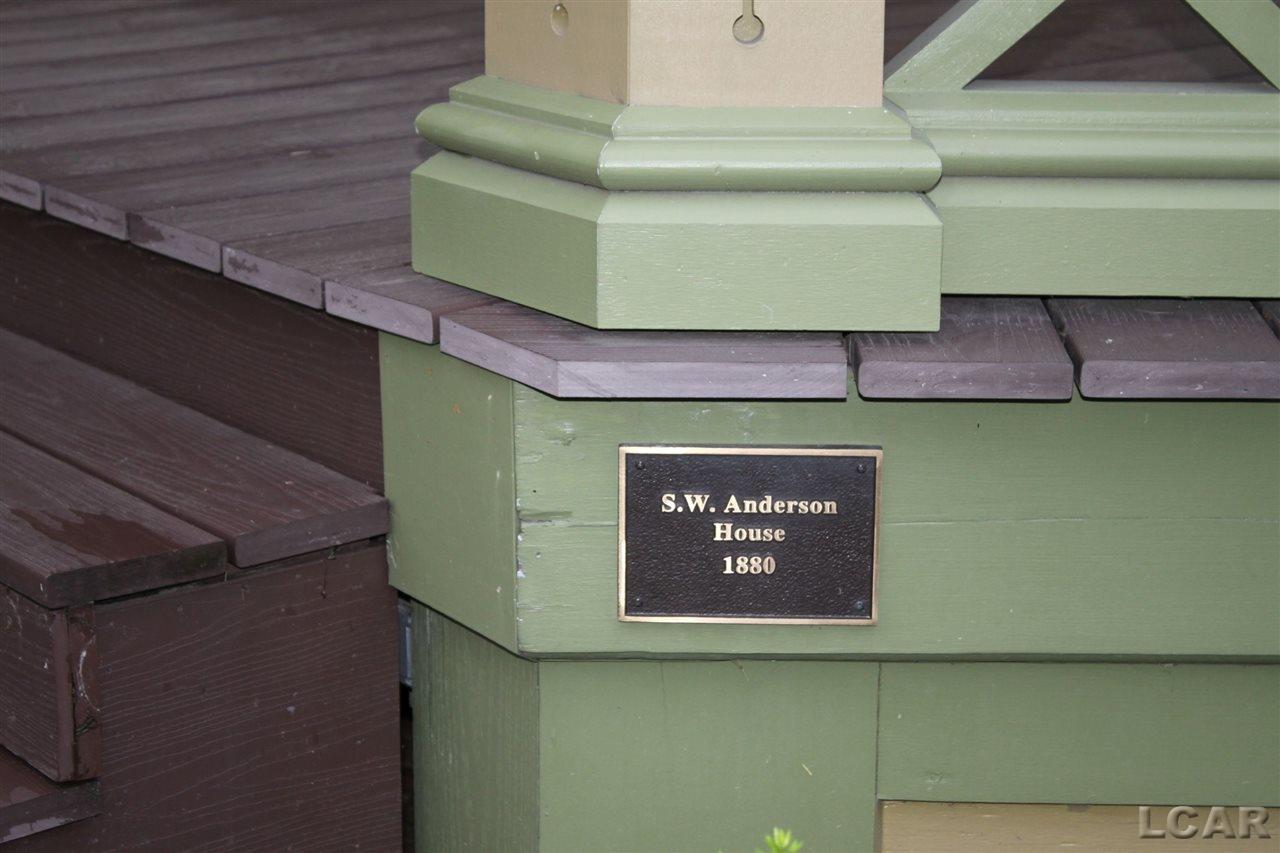 S.W. Anderson
House
1880
LCAR